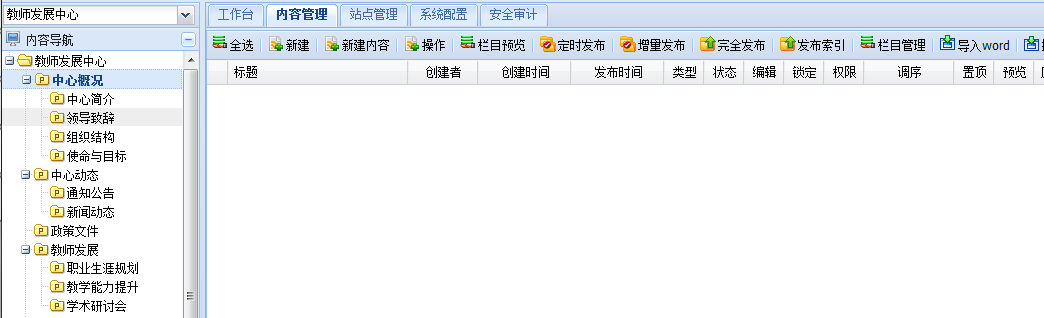 教师发展中心
工作台 内容管理 站点管理 系统配置 安全审计
内容导航
全选 新建 新建内容 操作 栏目预览 定时发布 增量发布 完全发布 发布索引 栏目管理 导入word
标题 创建者 创建时间 发布时间 类型 状态 编辑 锁定 权限 调序 置顶 预览
教师发展中心
中心概况
中心简介
领导致辞
组织结构
使命与目标
中心动态
通知公告
新闻动态
政策文件
教师发展
职业生涯规划
教学能力提升
学术研讨会